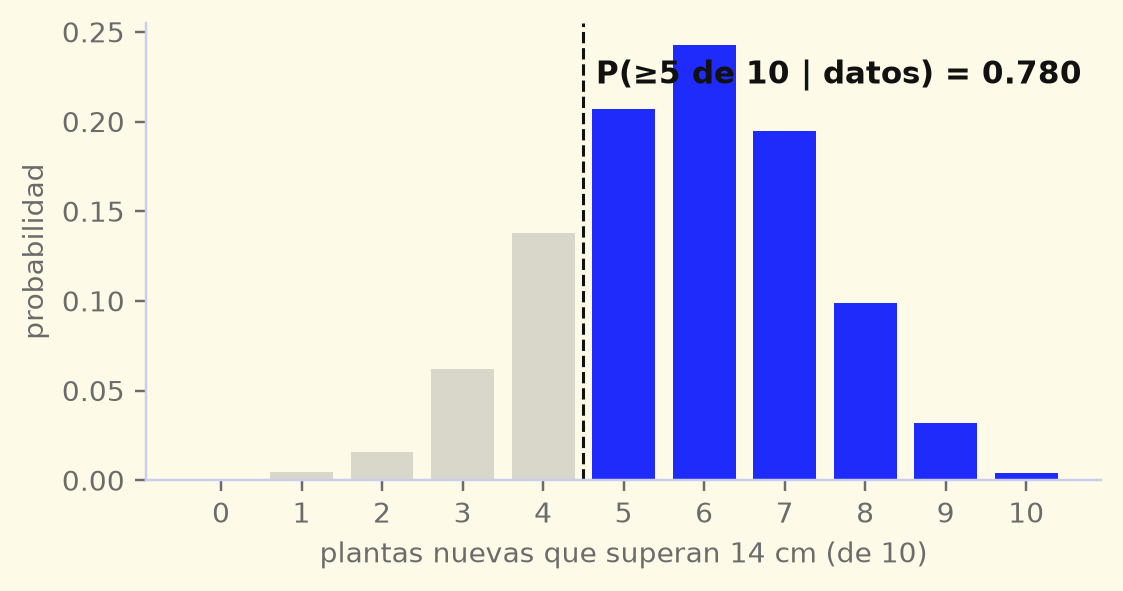 0.25
0.20
0.15
0.10
0.05
0.00
probabilidad
P(≥5 de 10 | datos) = 0.780
0 1 2 3 4 5 6 7 8 9 10
plantas nuevas que superan 14 cm (de 10)